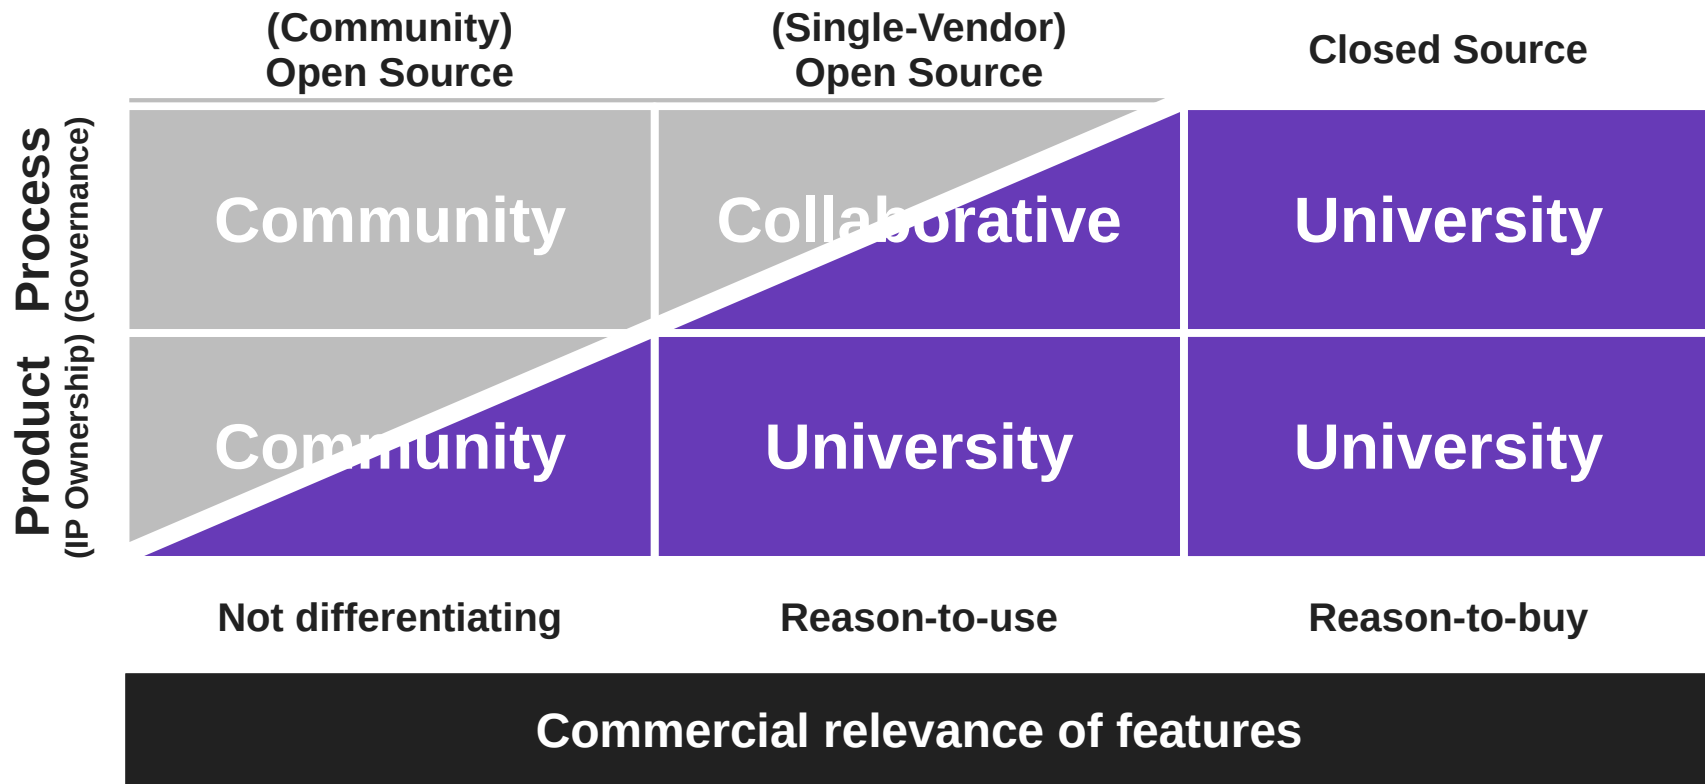 (Community)
Open Source
(Single-Vendor)
Open Source
Closed Source
Process
(Governance)
Community
Collaborative
University
Product
(IP Ownership)
Community
University
University
Not differentiating
Reason-to-use
Reason-to-buy
Commercial relevance of features